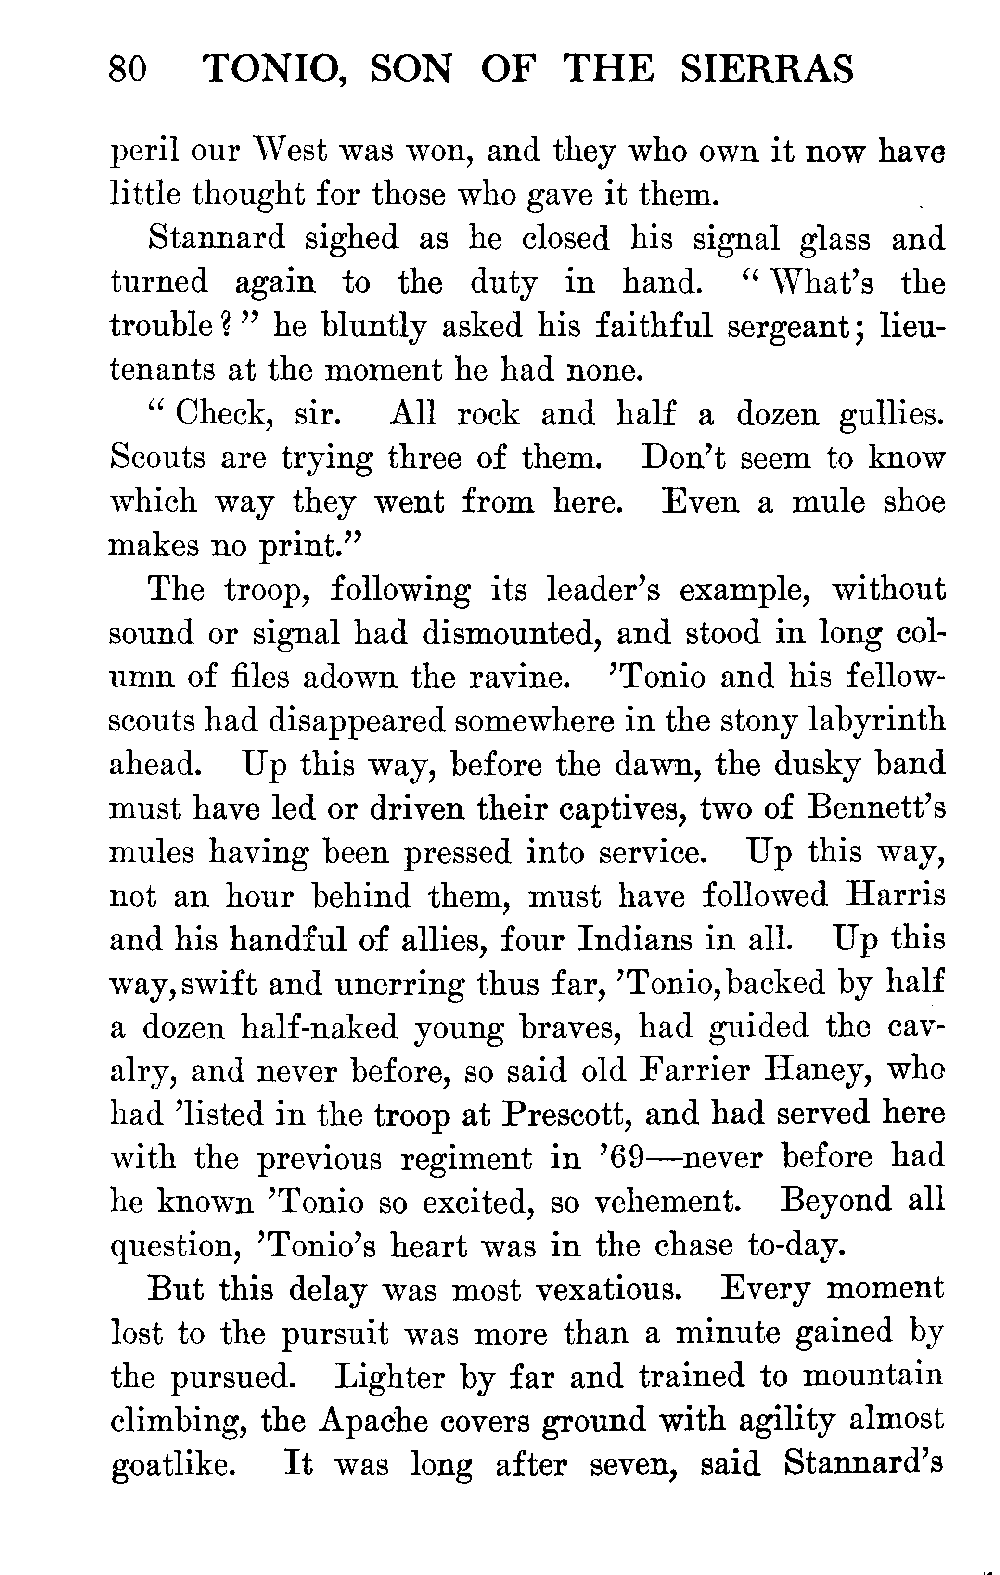 80 TONIO, SON OF THE SIERRAS
peril our West was won, and they who own it now have
little thought for those who gave it them.
Stannard sighed as he closed his signal glass and
turned again to the duty in hand. “ What’s the
trouble? ” he bluntly asked his faithful sergeant; lieu-
tenants at the moment he had none.
“ Check, sir. All rock and half a dozen gullies.
Scouts are trying three of them. Don’t seem to know
which way they went from here. Even a mule shoe
makes no print.”
The troop, following its leader’s example, without
sound or signal had dismounted, and stood in long col-
umn of files adown the ravine. ’Tonio and his fellow-
scouts had disappeared somewhere in the stony labyrinth
ahead. Up this way, before the dawn, the dusky band
must have led or driven their captives, two of Bennett’s
mules having been pressed into service. Up this way,
not an hour behind them, must have followed Harris
and his handful of allies, four Indians in all. Up this
way, swift and unerring thus far, ’Tonio, backed by half
a dozen half-naked young braves, had guided the cav-
alry, and never before, so said old Farrier Haney, who
had ’listed in the troop at Prescott, and had served here
with the previous regiment in ’69—never before had
he known ’Tonio so excited, so vehement. Beyond all
question, ’Tonio’s heart was in the chase to-day.
But this delay was most vexatious. Every moment
lost to the pursuit was more than a minute gained by
the pursued. Lighter by far and trained to mountain
climbing, the Apache covers ground with agility almost
goatlike. It was long after seven, said Stannard’s